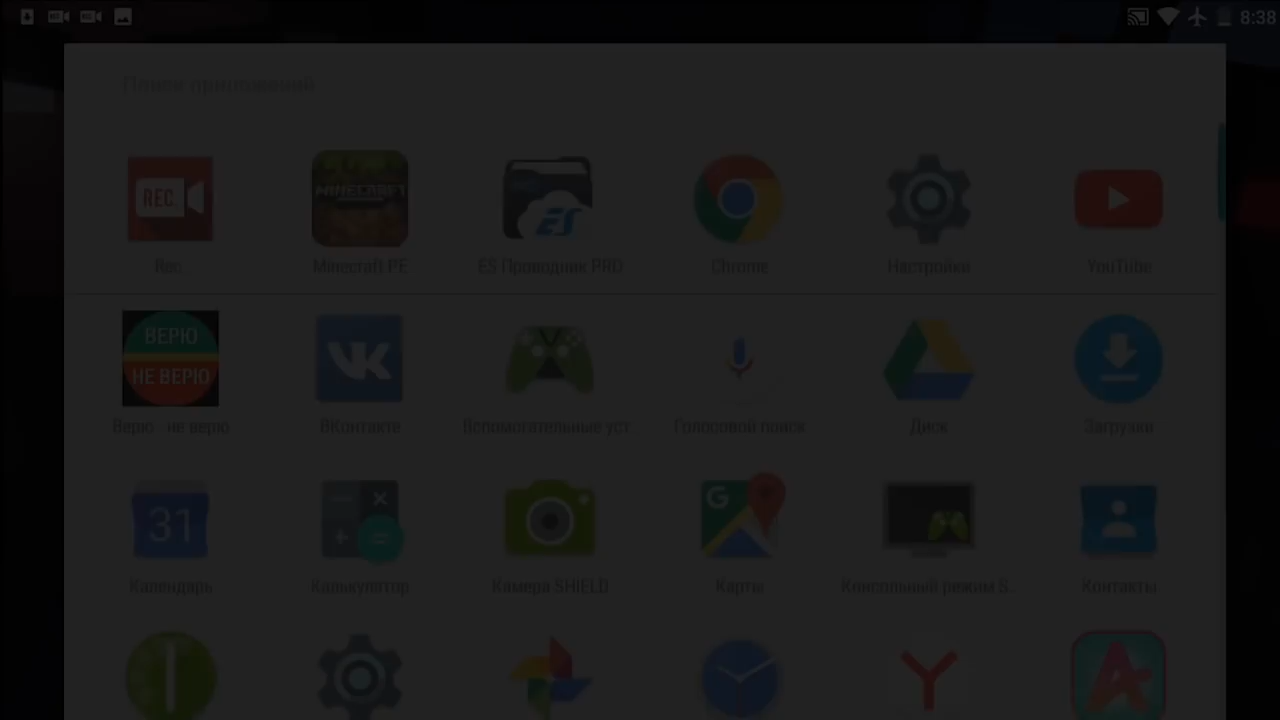 8:38
Поиск приложений
REC.
MINECRAFT
ES
Rec.
Minecraft PE
ES Проводник PRO
Chrome
Настройки
YouTube
ВЕРЮ
НЕ ВЕРЮ
Верю - не верю
ВКонтакте
Вспомогательные уст...
Голосовой поиск
Диск
Загрузки
31
G
Календарь
Калькулятор
Камера SHIELD
Карты
Консольный режим S...
Контакты